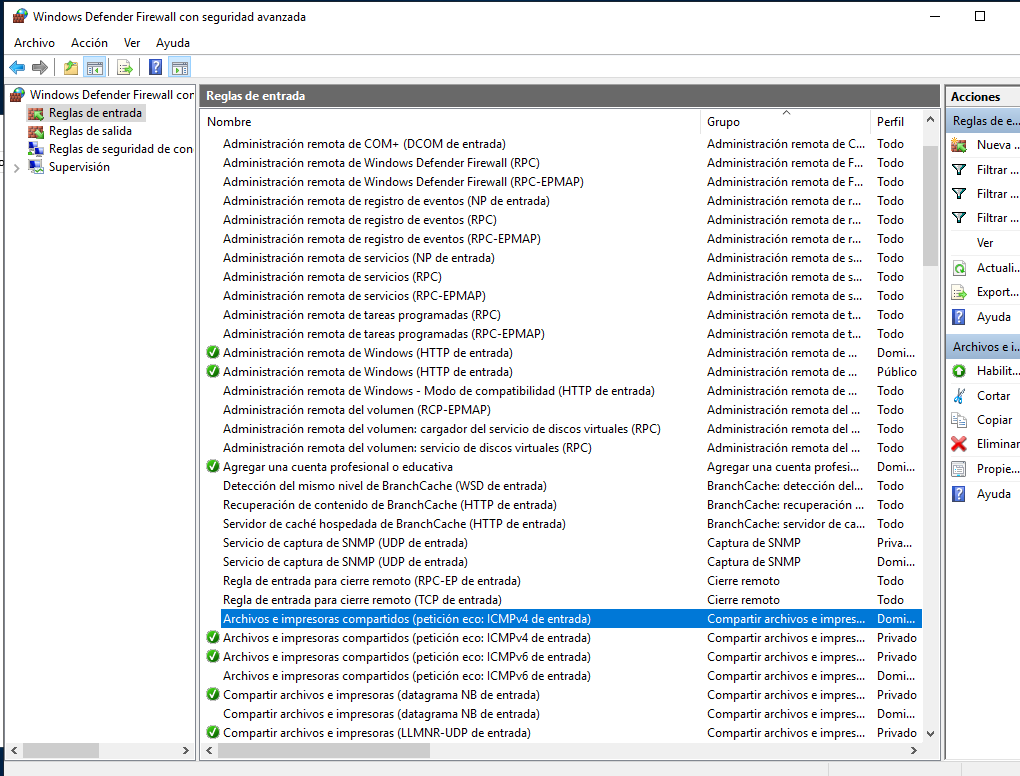 Windows Defender Firewall con seguridad avanzada
Archivo Acción Ver Ayuda
Windows Defender Firewall cor
Reglas de entrada
Reglas de salida
Reglas de seguridad de con
Supervisión
Reglas de entrada
Nombre Grupo Perfil
Administración remota de COM+ (DCOM de entrada) Administración remota de C... Todo
Administración remota de Windows Defender Firewall (RPC) Administración remota de F... Todo
Administración remota de Windows Defender Firewall (RPC-EPMAP) Administración remota de F... Todo
Administración remota de registro de eventos (NP de entrada) Administración remota de r... Todo
Administración remota de registro de eventos (RPC) Administración remota de r... Todo
Administración remota de registro de eventos (RPC-EPMAP) Administración remota de r... Todo
Administración remota de servicios (NP de entrada) Administración remota de s... Todo
Administración remota de servicios (RPC) Administración remota de s... Todo
Administración remota de servicios (RPC-EPMAP) Administración remota de s... Todo
Administración remota de tareas programadas (RPC) Administración remota de t... Todo
Administración remota de tareas programadas (RPC-EPMAP) Administración remota de t... Todo
Administración remota de Windows (HTTP de entrada) Administración remota de ... Domi...
Administración remota de Windows (HTTP de entrada) Administración remota de ... Público
Administración remota de Windows - Modo de compatibilidad (HTTP de entrada) Administración remota de ... Todo
Administración remota del volumen (RCP-EPMAP) Administración remota del ... Todo
Administración remota del volumen: cargador del servicio de discos virtuales (RPC) Administración remota del ... Todo
Administración remota del volumen: servicio de discos virtuales (RPC) Administración remota del ... Todo
Agregar una cuenta profesional o educativa Agregar una cuenta profesi... Domi...
Detección del mismo nivel de BranchCache (WSD de entrada) BranchCache: detección del... Todo
Recuperación de contenido de BranchCache (HTTP de entrada) BranchCache: recuperación ... Todo
Servidor de caché hospedada de BranchCache (HTTP de entrada) BranchCache: servidor de ca... Todo
Servicio de captura de SNMP (UDP de entrada) Captura de SNMP Priva...
Servicio de captura de SNMP (UDP de entrada) Captura de SNMP Domi...
Regla de entrada para cierre remoto (RPC-EP de entrada) Cierre remoto Todo
Regla de entrada para cierre remoto (TCP de entrada) Cierre remoto Todo
Archivos e impresoras compartidos (petición eco: ICMPv4 de entrada) Compartir archivos e impres... Domi...
Archivos e impresoras compartidos (petición eco: ICMPv4 de entrada) Compartir archivos e impres... Privado
Archivos e impresoras compartidos (petición eco: ICMPv6 de entrada) Compartir archivos e impres... Privado
Archivos e impresoras compartidos (petición eco: ICMPv6 de entrada) Compartir archivos e impres... Domi...
Compartir archivos e impresoras (datagrama NB de entrada) Compartir archivos e impres... Privado
Compartir archivos e impresoras (datagrama NB de entrada) Compartir archivos e impres... Domi...
Compartir archivos e impresoras (LLMNR-UDP de entrada) Compartir archivos e impres... Privado
Acciones
Reglas de e...
Nueva ...
Filtrar ...
Filtrar ...
Filtrar ...
Ver
Actuali...
Export...
Ayuda
Archivos e i...
Habilit...
Cortar
Copiar
Eliminar
Propie...
Ayuda